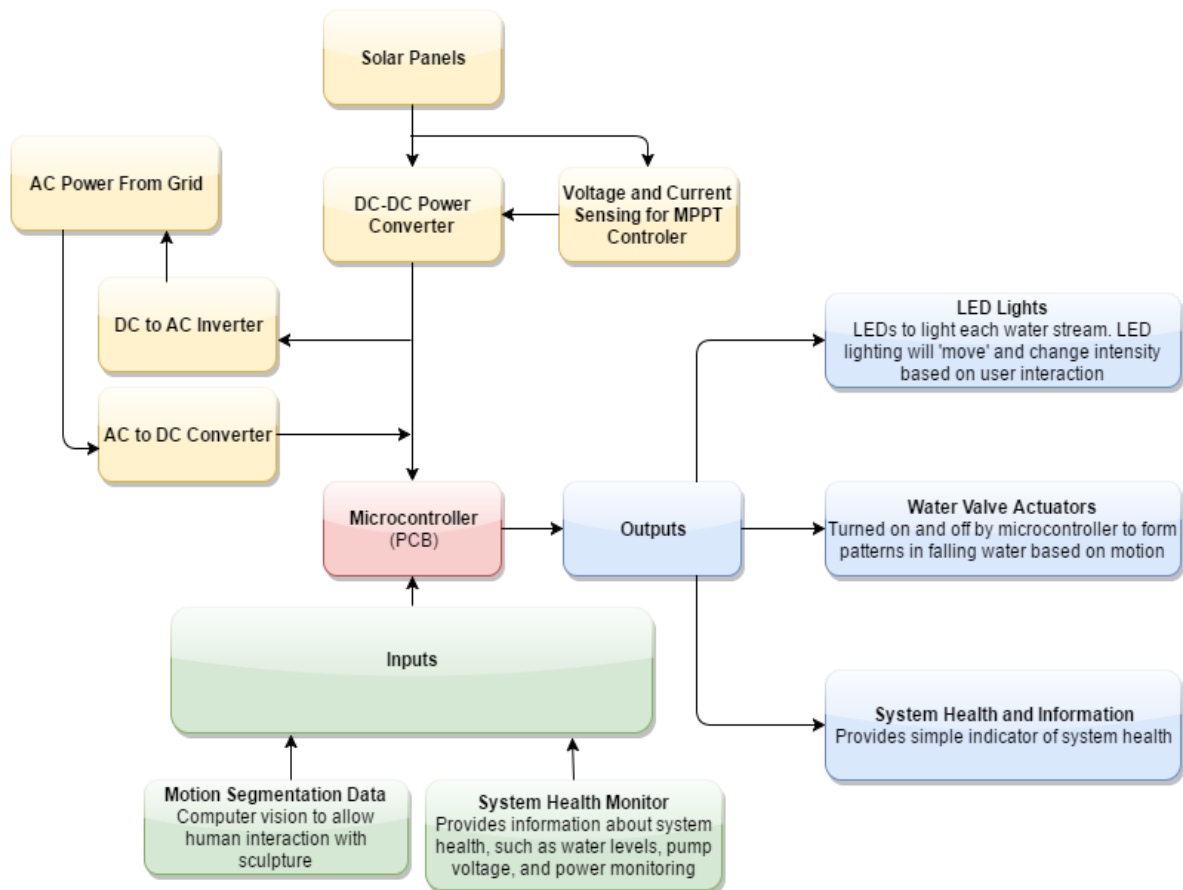 Solar Panels
AC Power From Grid
DC-DC Power
Converter
Voltage and Current
Sensing for MPPT
Controler
DC to AC Inverter
AC to DC Converter
LED Lights
LEDs to light each water stream. LED
lighting will 'move' and change intensity
based on user interaction
Microcontroller
(PCB)
Outputs
Water Valve Actuators
Turned on and off by microcontroller to form
patterns in falling water based on motion
Inputs
System Health and Information
Provides simple indicator of system health
Motion Segmentation Data
Computer vision to allow
human interaction with
sculpture
System Health Monitor
Provides information about system
health, such as water levels, pump
voltage, and power monitoring